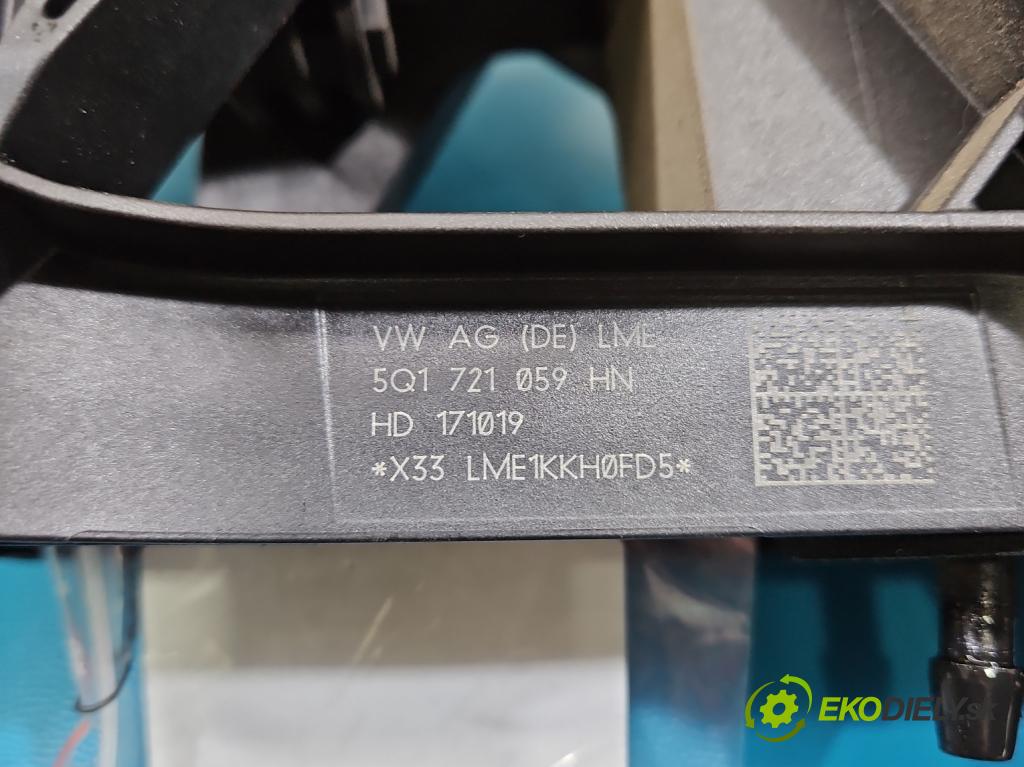 VW AG (DE) LME
5Q1 721 059 HN
HD 171019
*X33 LME1KKH0FD5*
EKODIELY.sk